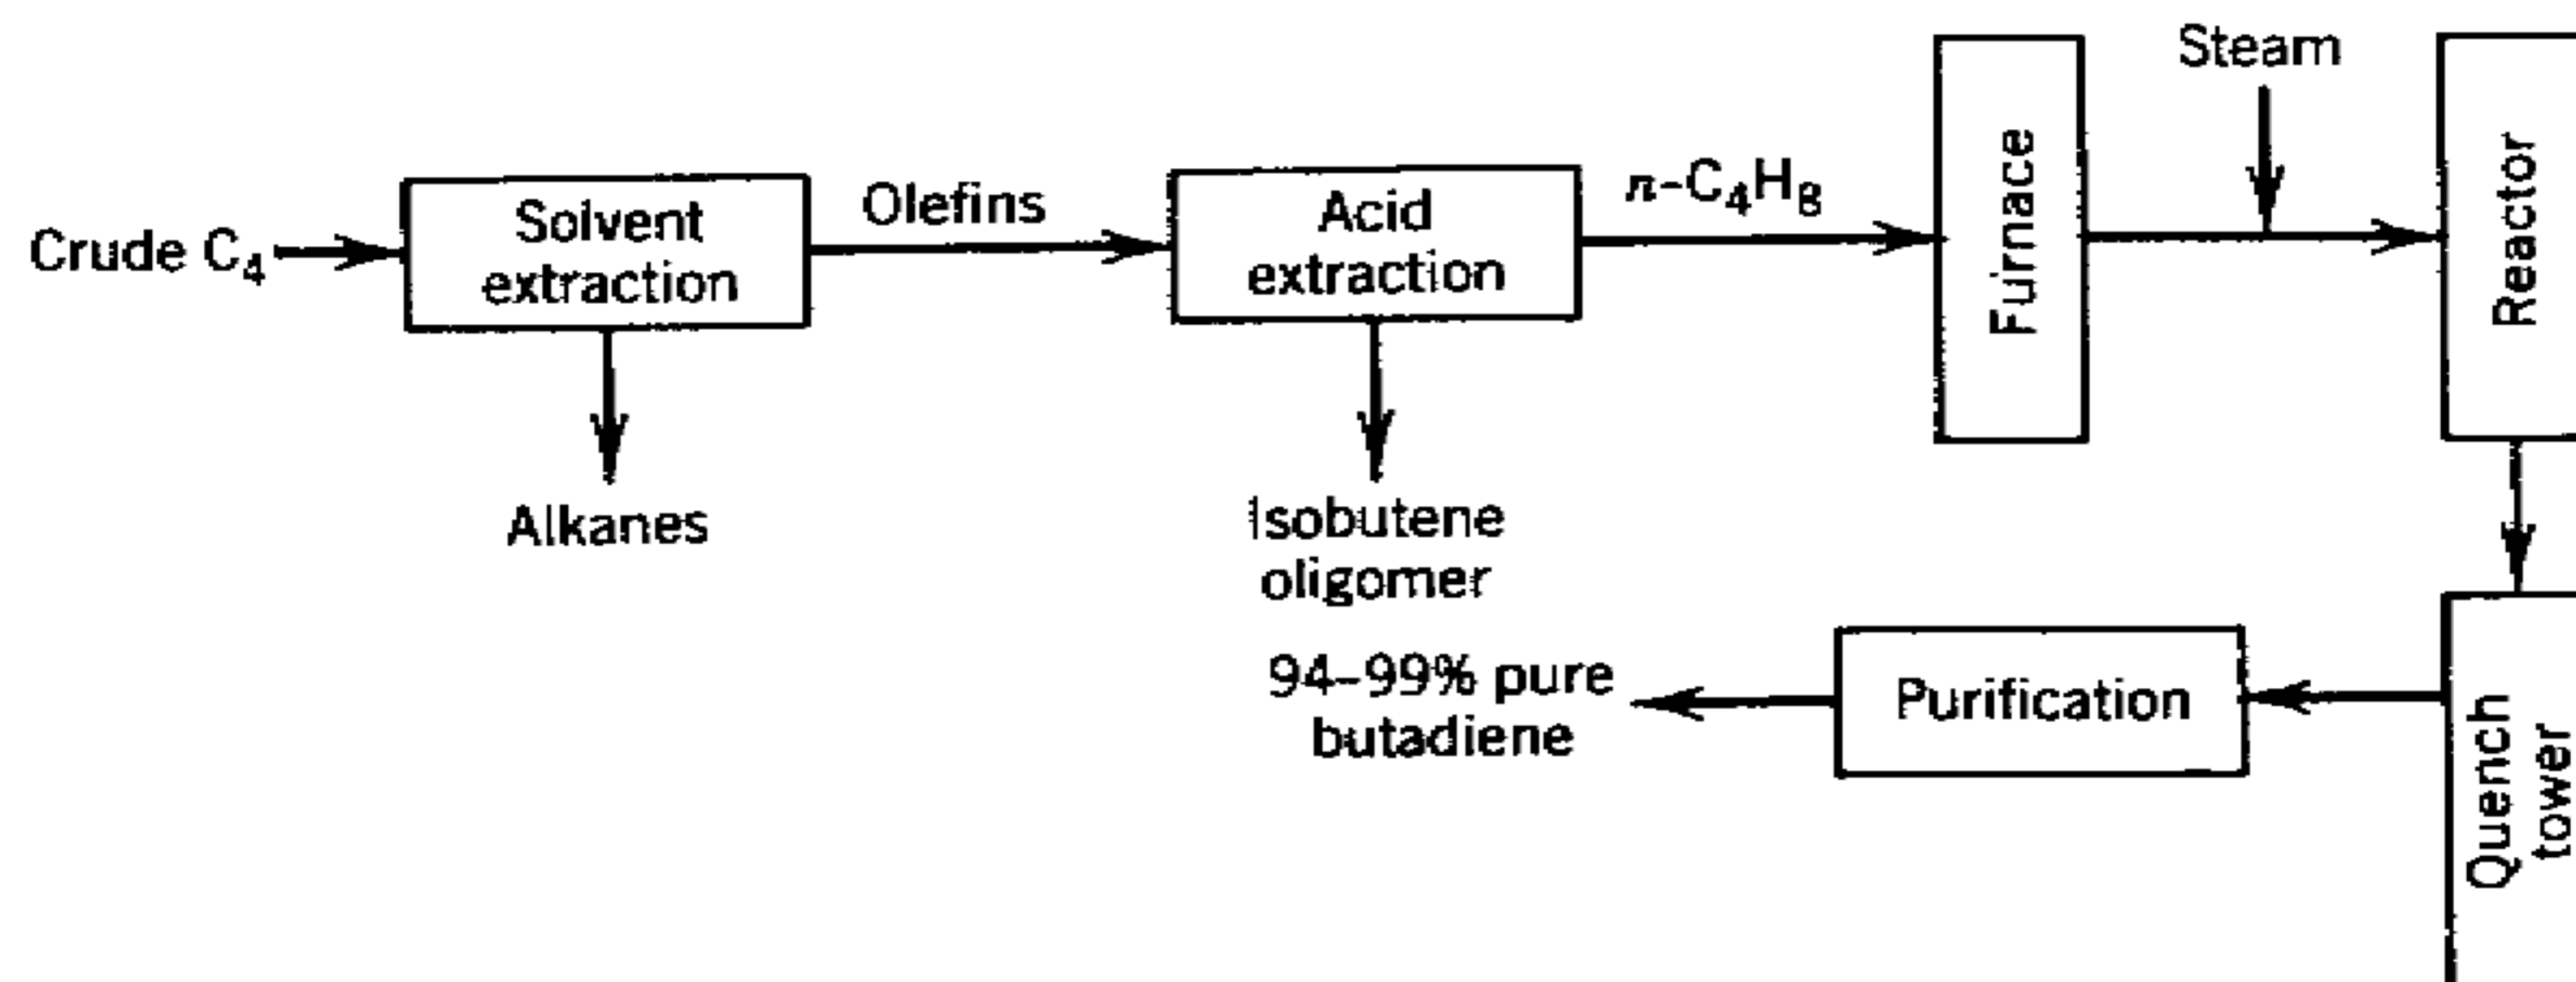 Crude C₄
Solvent
extraction
Olefins
Acid
extraction
n-C₄H₈
Furnace
Steam
Reactor
Alkanes
Isobutene
oligomer
94–99% pure
butadiene
Purification
Quench
tower